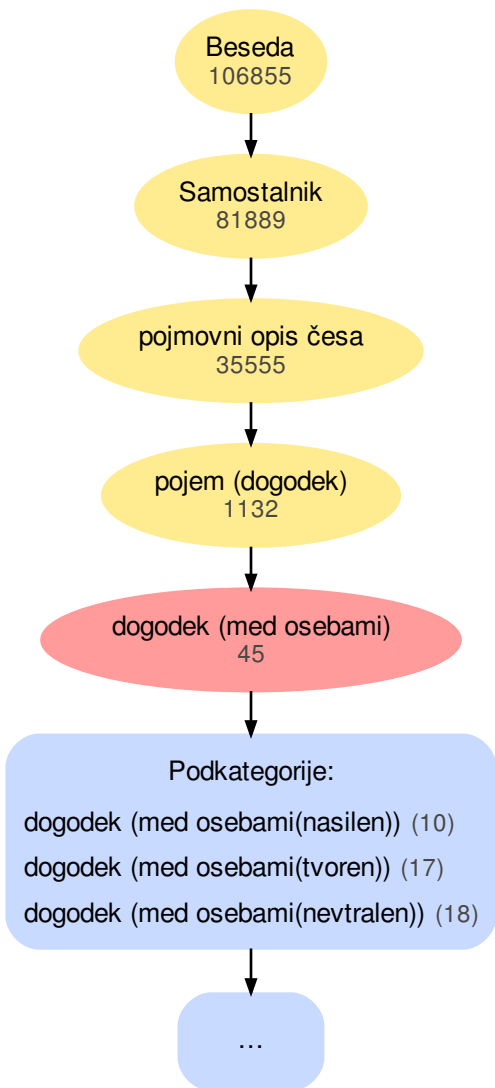 Beseda
106855
Samostalnik
81889
pojmovni opis česa
35555
pojem (dogodek)
1132
dogodek (med osebami)
45
Podkategorije:
dogodek (med osebami(nasilen)) (10)
dogodek (med osebami(tvoren)) (17)
dogodek (med osebami(nevtralen)) (18)
...